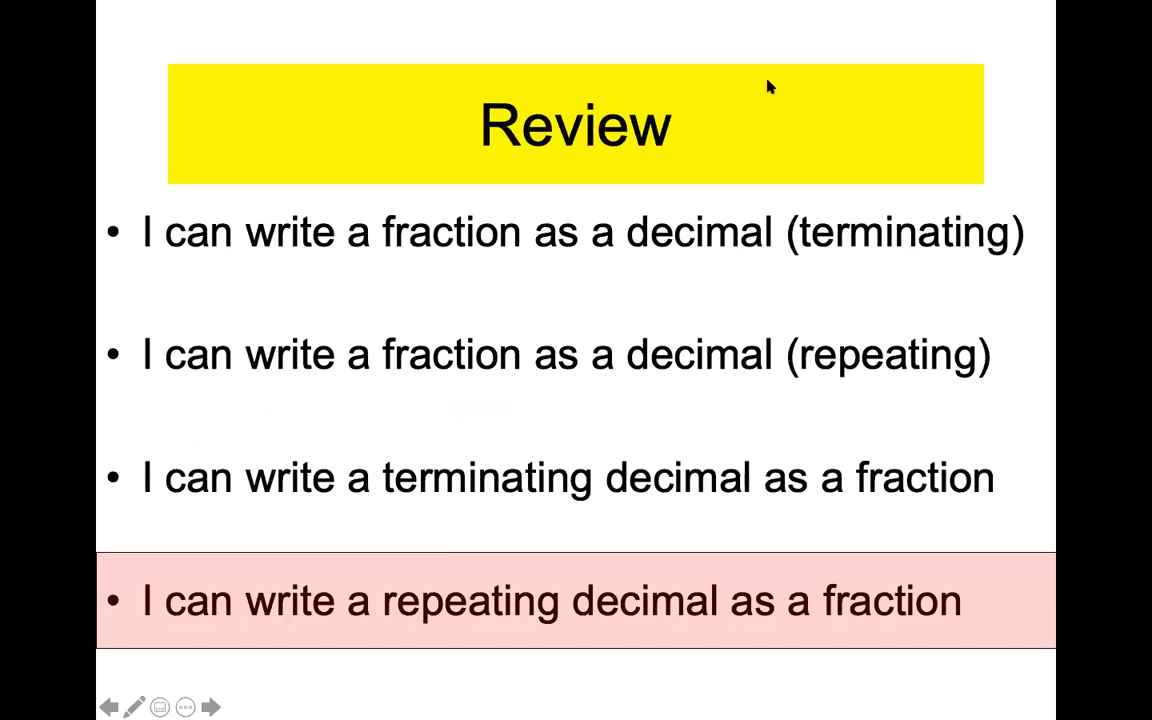 Review
• I can write a fraction as a decimal (terminating)
• I can write a fraction as a decimal (repeating)
• I can write a terminating decimal as a fraction
• I can write a repeating decimal as a fraction